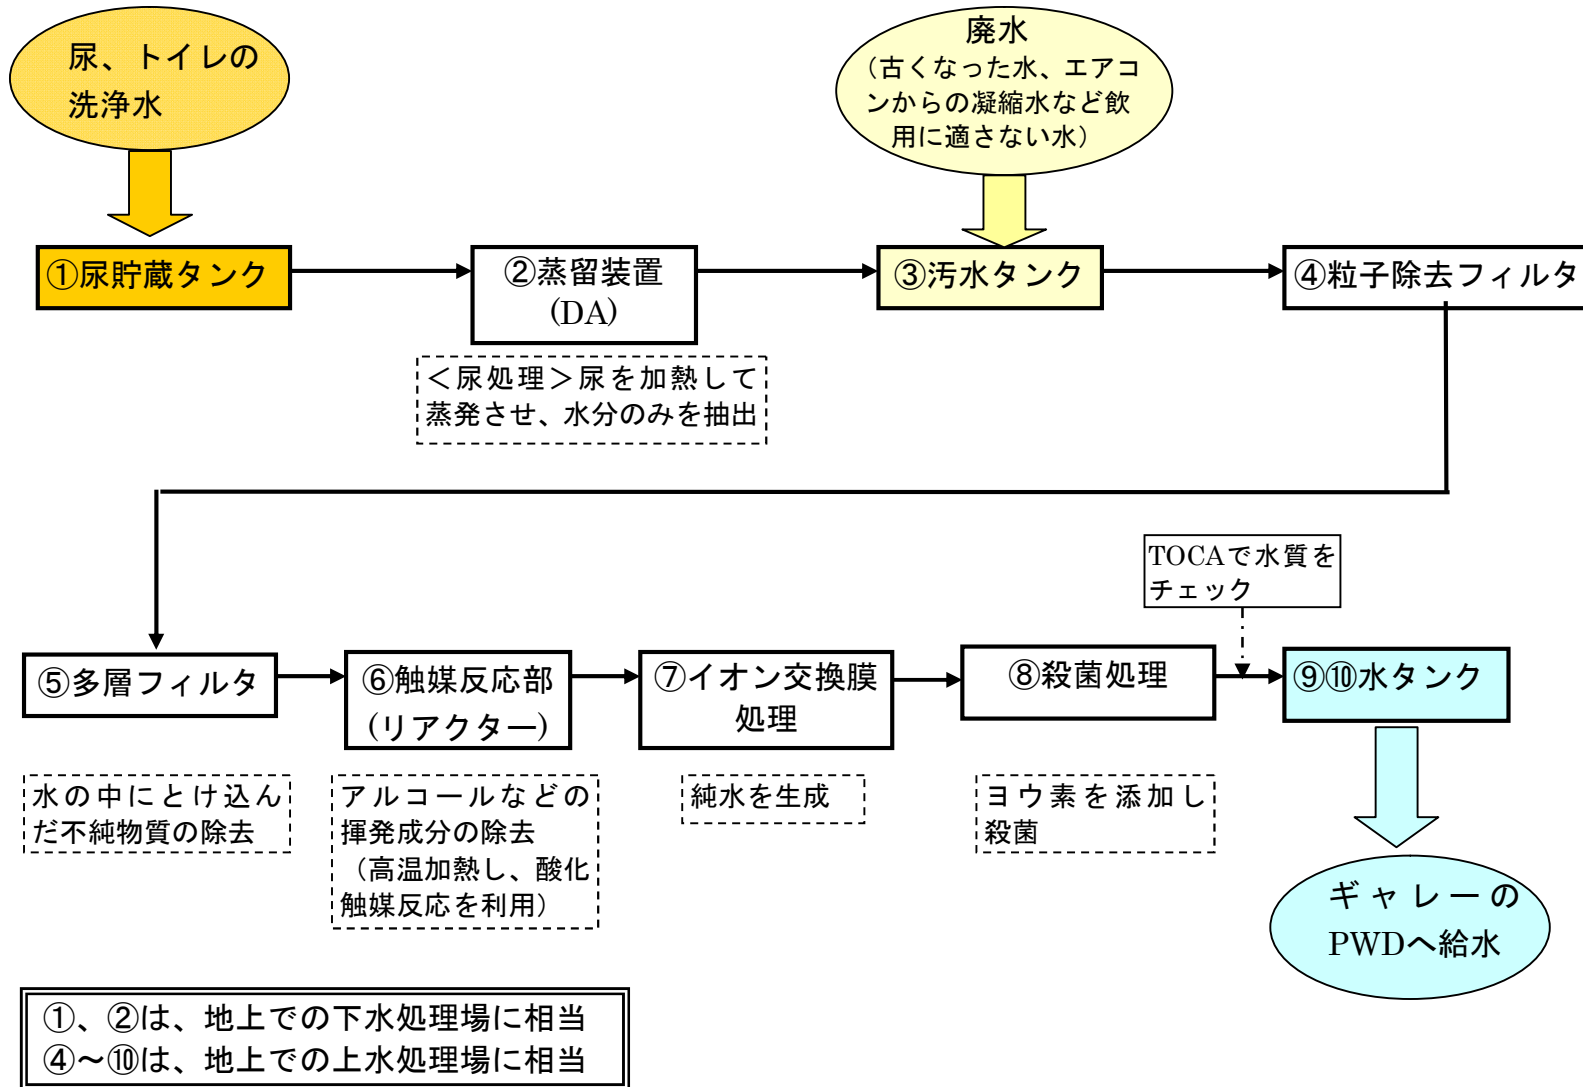 尿、トイレの
洗浄水
廃水
（古くなった水、エアコ
ンからの凝縮水など飲
用に適さない水）
①尿貯蔵タンク
②蒸留装置
(DA)
③汚水タンク
④粒子除去フィルタ
＜尿処理＞尿を加熱して
蒸発させ、水分のみを抽出
TOCAで水質を
チェック
⑤多層フィルタ
⑥触媒反応部
(リアクター)
⑦イオン交換膜
処理
⑧殺菌処理
⑨⑩水タンク
水の中にとけ込ん
だ不純物質の除去
アルコールなどの
揮発成分の除去
（高温加熱し、酸化
触媒反応を利用）
純水を生成
ヨウ素を添加し
殺菌
ギャレーの
PWDへ給水
①、②は、地上での下水処理場に相当
④～⑩は、地上での上水処理場に相当